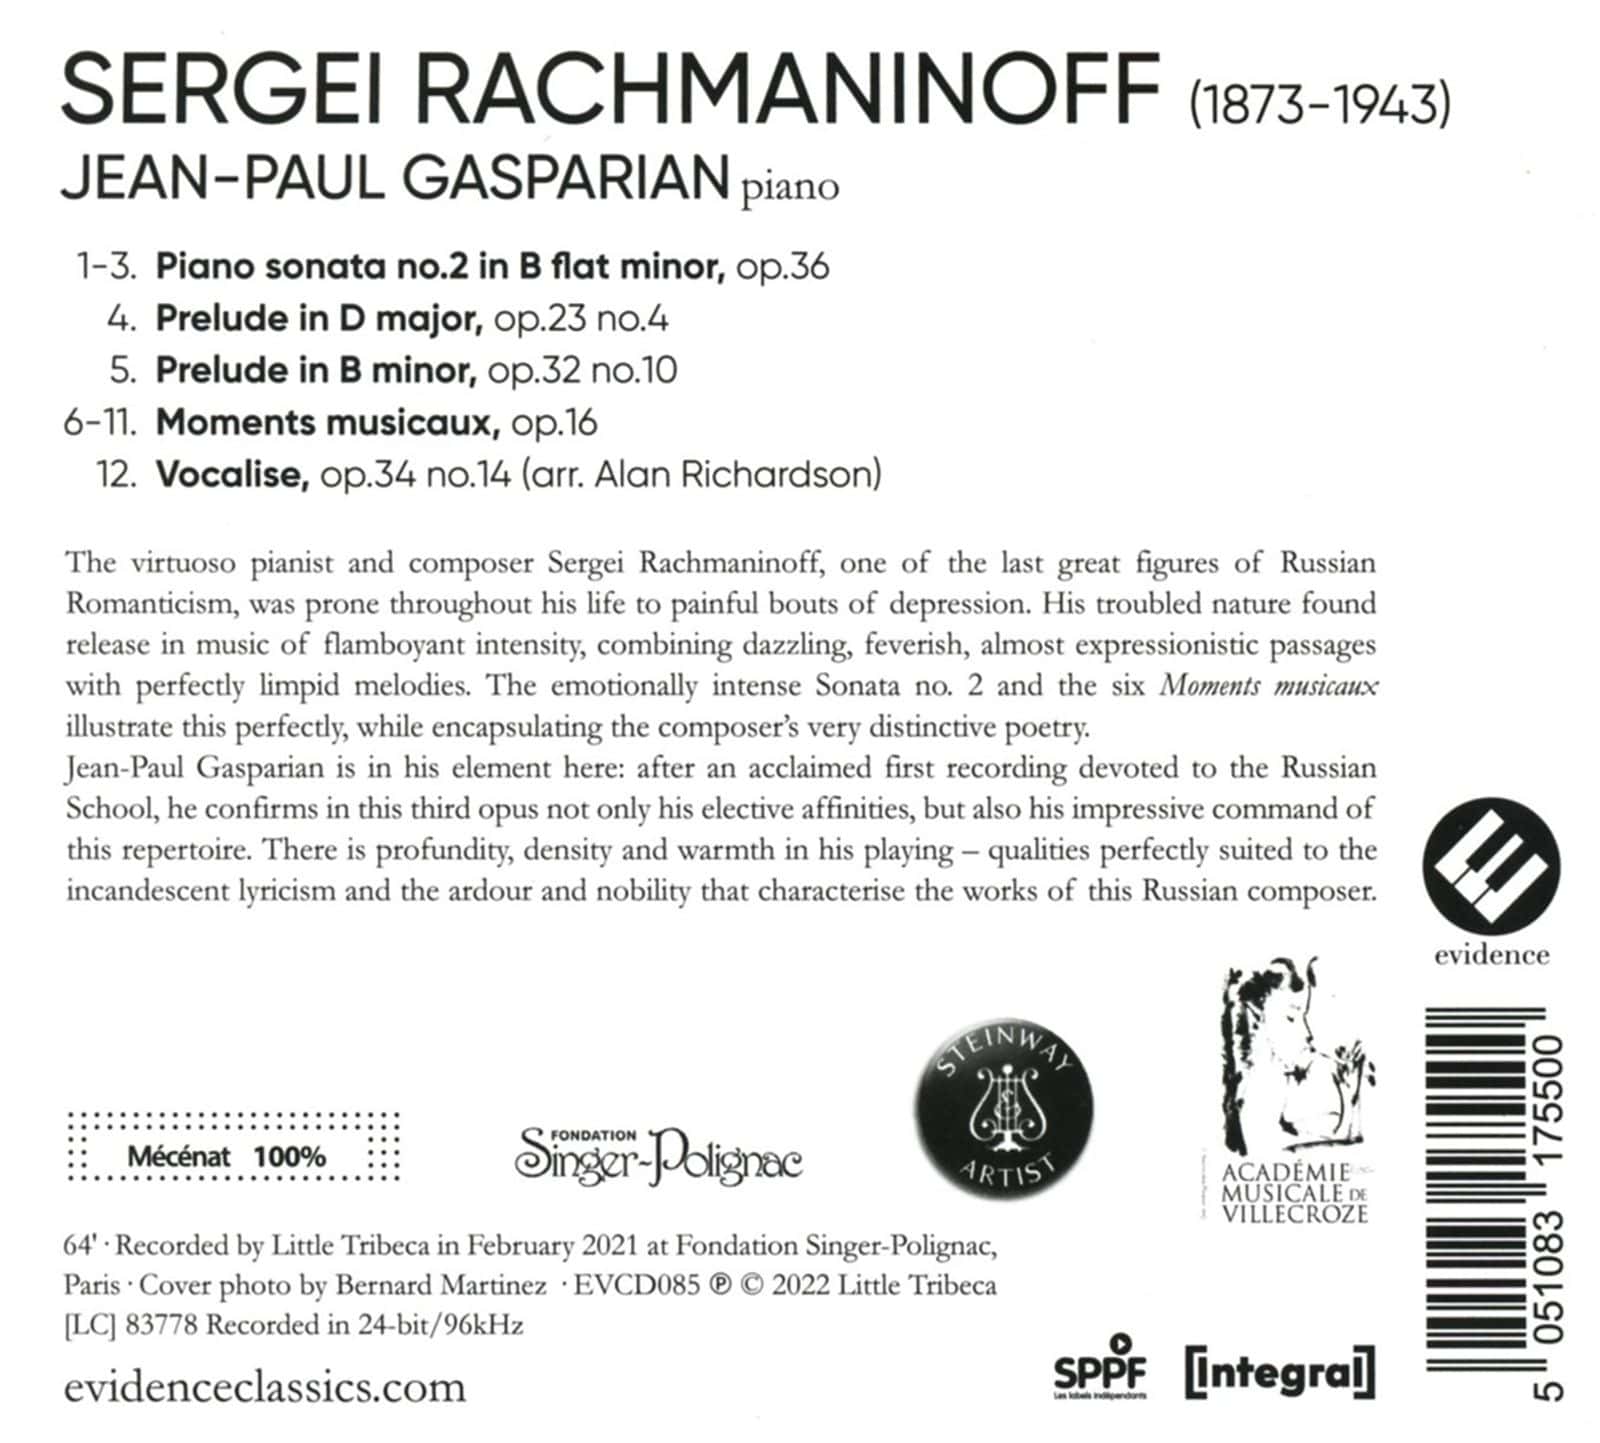 SERGEI RACHMANINOFF (1873-1943)
JEAN-PAUL GASPARIAN piano
1-3. Piano sonata no.2 in B flat minor, op.36
4. Prelude in D major, op.23 no.4
5. Prelude in B minor, op.32 no.10
6-11. Moments musicaux, op.16
12. Vocalise, op.34 no.14 (arr. Alan Richardson)
The virtuoso pianist and composer Sergei Rachmaninoff, one of the last great figures of Russian
Romanticism, was prone throughout his life to painful bouts of depression. His troubled nature found
release in music of flamboyant intensity, combining dazzling, feverish, almost expressionistic passages
with perfectly limpid melodies. The emotionally intense Sonata no. 2 and the six Moments musicaux
illustrate this perfectly, while encapsulating the composer's very distinctive poetry.
Jean-Paul Gasparian is in his element here: after an acclaimed first recording devoted to the Russian
School, he confirms in this third opus not only his elective affinities, but also his impressive command of
this repertoire. There is profundity, density and warmth in his playing – qualities perfectly suited to the
incandescent lyricism and the ardour and nobility that characterise the works of this Russian composer.
evidence
Mécénat 100%
FONDATION
Singer-Polignac
STEINWAY
ARTIST
ACADÉMIE
MUSICALE DE
VILLECROZE
64' · Recorded by Little Tribeca in February 2021 at Fondation Singer-Polignac,
Paris · Cover photo by Bernard Martinez · EVCD085 ℗ © 2022 Little Tribeca
[LC] 83778 Recorded in 24-bit/96kHz
evidenceclassics.com
SPPF
Les labels indépendants
[integral]
5 051083 175500